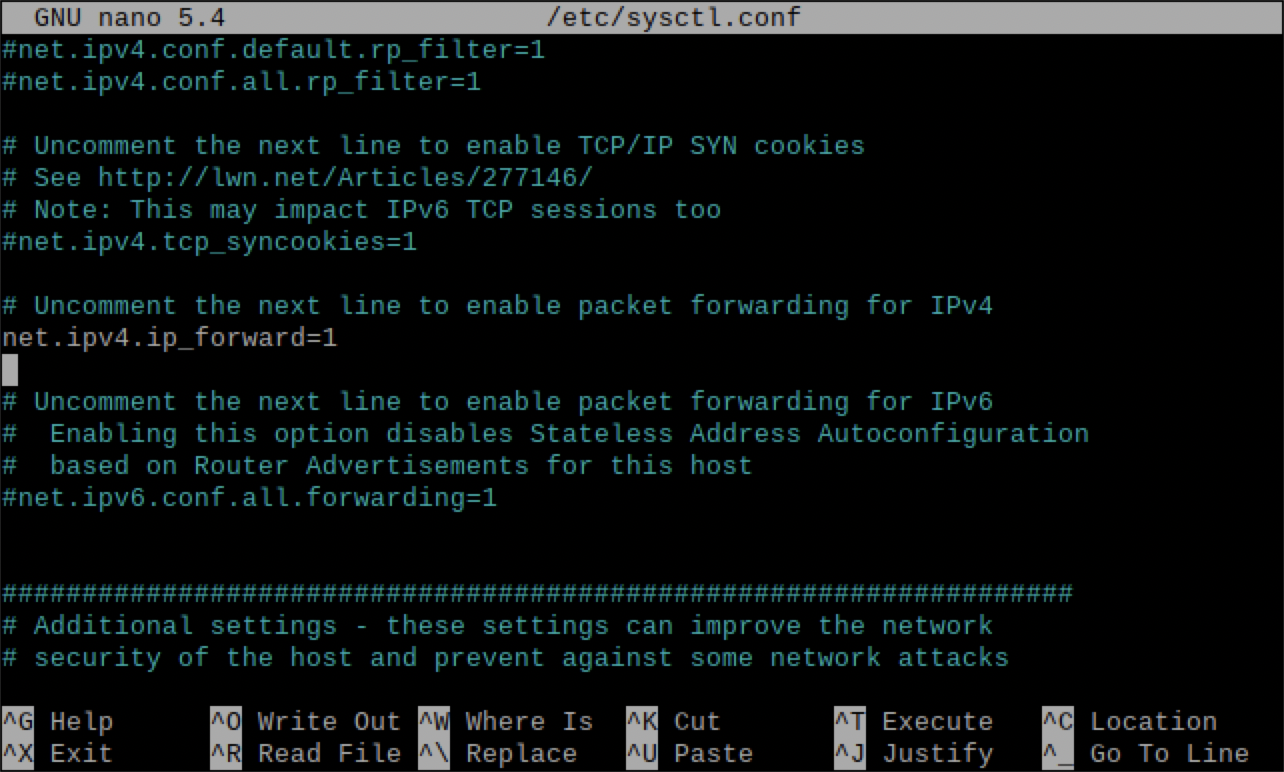 GNU nano 5.4 /etc/sysctl.conf
#net.ipv4.conf.default.rp_filter=1
#net.ipv4.conf.all.rp_filter=1
# Uncomment the next line to enable TCP/IP SYN cookies
# See http://lwn.net/Articles/277146/
# Note: This may impact IPv6 TCP sessions too
#net.ipv4.tcp_syncookies=1
# Uncomment the next line to enable packet forwarding for IPv4
net.ipv4.ip_forward=1
# Uncomment the next line to enable packet forwarding for IPv6
#  Enabling this option disables Stateless Address Autoconfiguration
#  based on Router Advertisements for this host
#net.ipv6.conf.all.forwarding=1
###################################################################
# Additional settings - these settings can improve the network
# security of the host and prevent against some network attacks
^G Help ^O Write Out ^W Where Is ^K Cut ^T Execute ^C Location
^X Exit ^R Read File ^\ Replace ^U Paste ^J Justify ^_ Go To Line